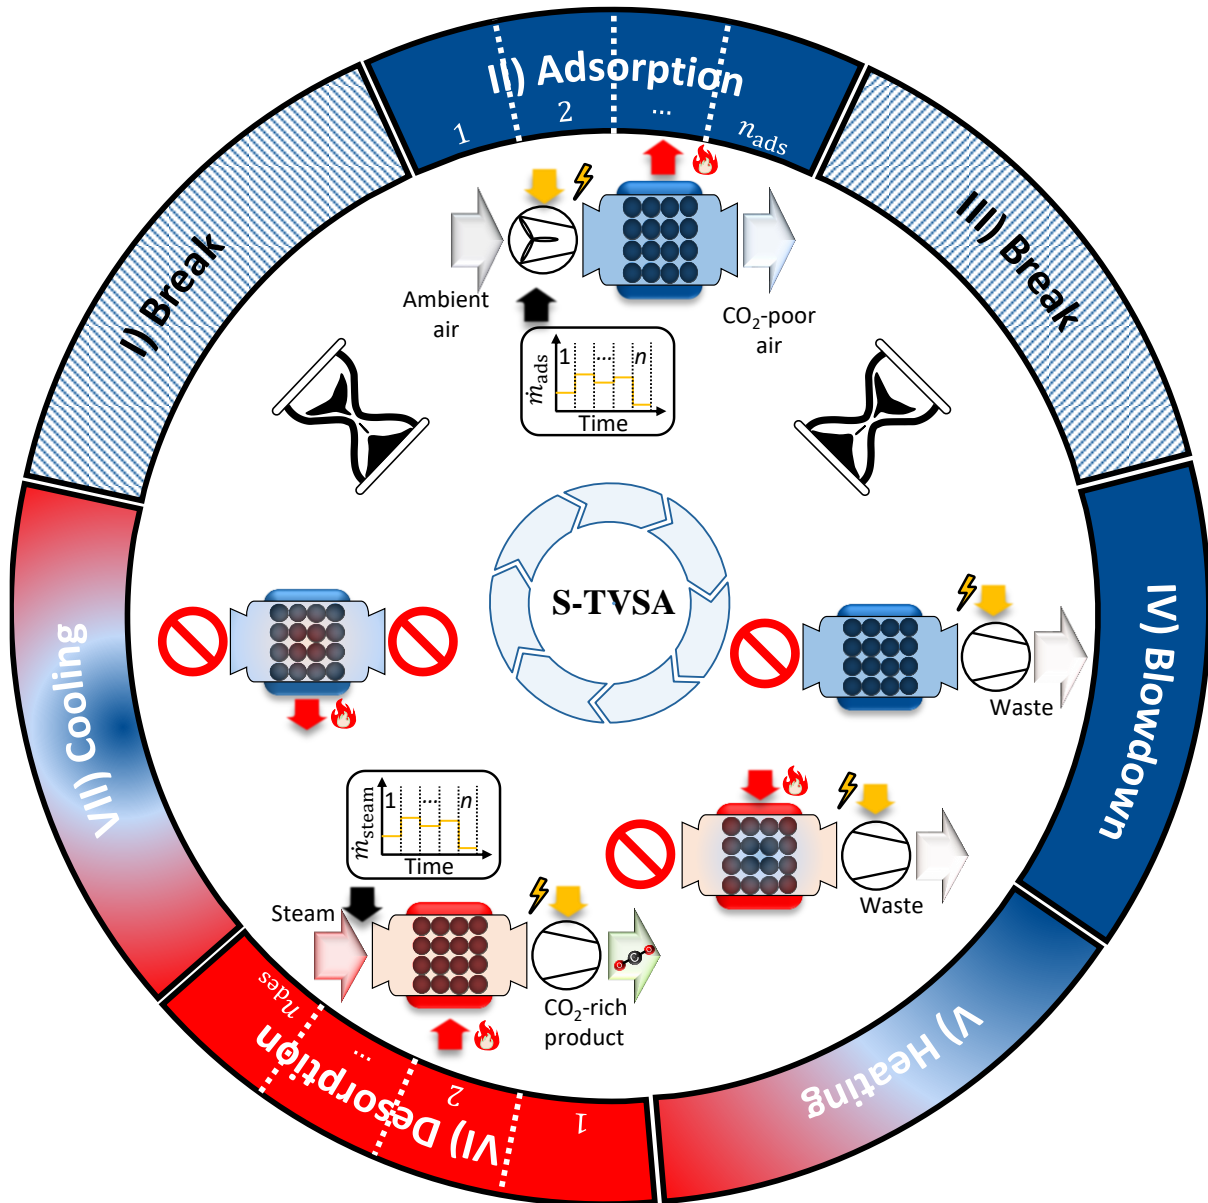 II) Adsorption
1
2
...
n_ads
I) Break
III) Break
Ambient
air
CO₂-poor
air
1
...
n
ṁ_ads
Time
S-TVSA
IV) Blowdown
Waste
VII) Cooling
1
...
n
ṁ_steam
Time
Waste
Steam
O
C
O
CO₂-rich
product
V) Heating
VI) Desorption
1
2
...
n_des